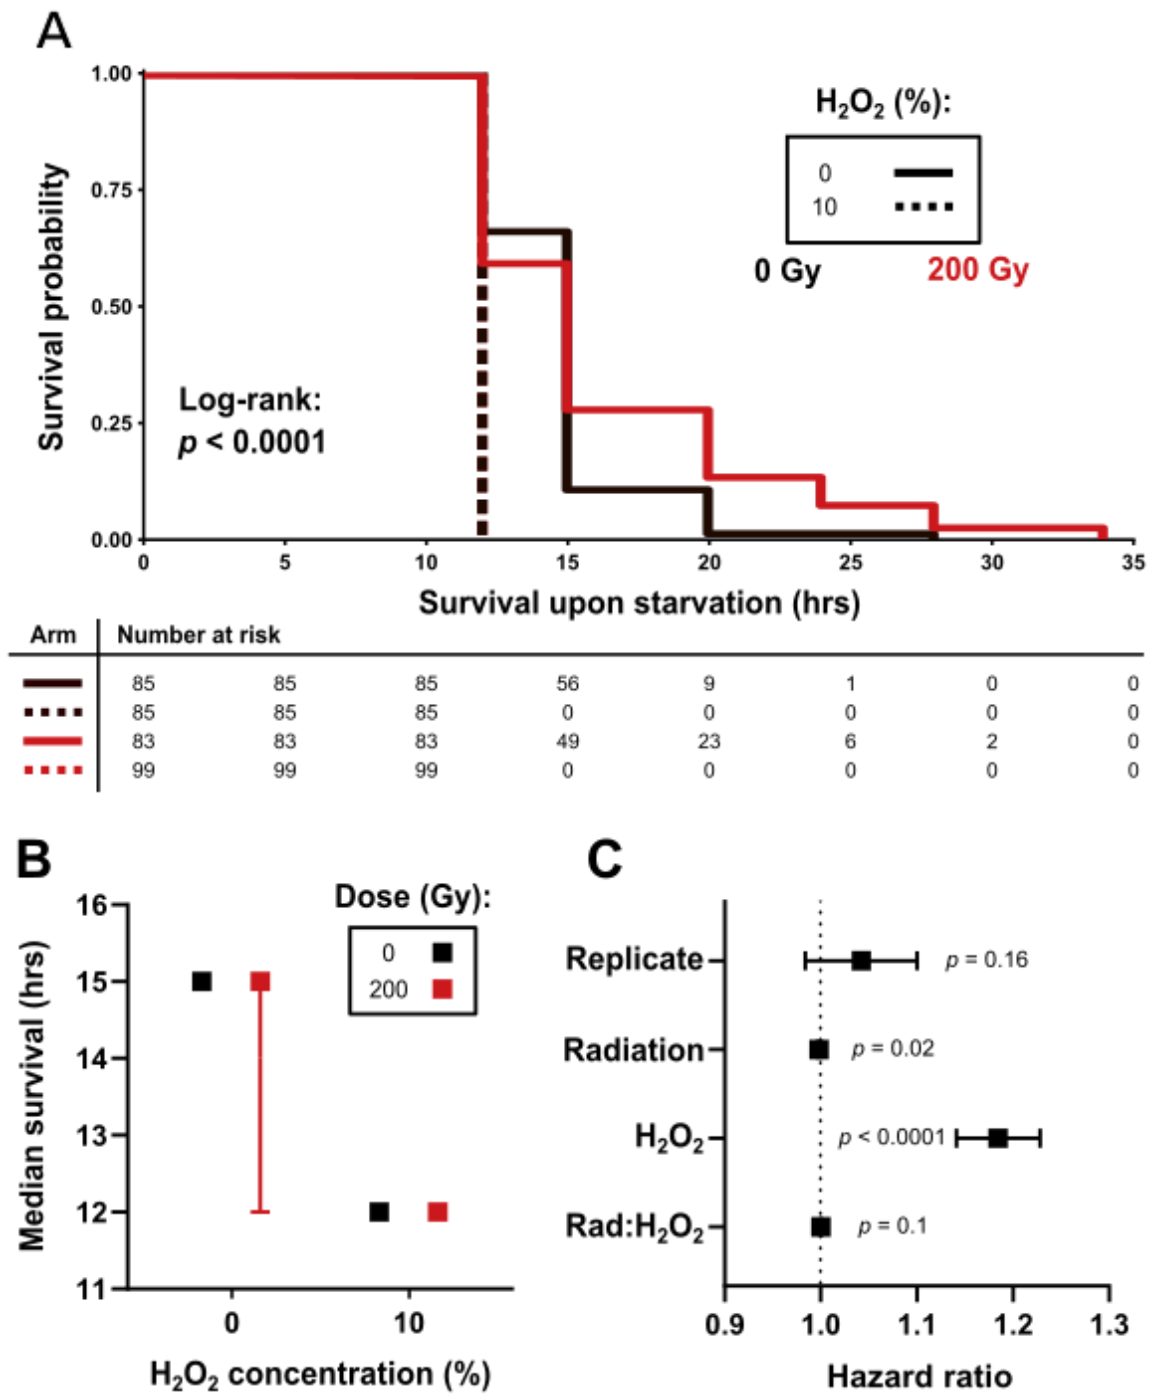 A
1.00
0.75
0.50
0.25
0.00
Survival probability
H₂O₂ (%):
0
10
0 Gy 200 Gy
Log-rank:
p < 0.0001
0 5 10 15 20 25 30 35
Survival upon starvation (hrs)
Arm Number at risk
85 85 85 56 9 1 0 0
85 85 85 0 0 0 0 0
83 83 83 49 23 6 2 0
99 99 99 0 0 0 0 0
B
Dose (Gy):
0
200
16
15
14
13
12
11
Median survival (hrs)
0 10
H₂O₂ concentration (%)
C
Replicate p = 0.16
Radiation p = 0.02
H₂O₂ p < 0.0001
Rad:H₂O₂ p = 0.1
0.9 1.0 1.1 1.2 1.3
Hazard ratio